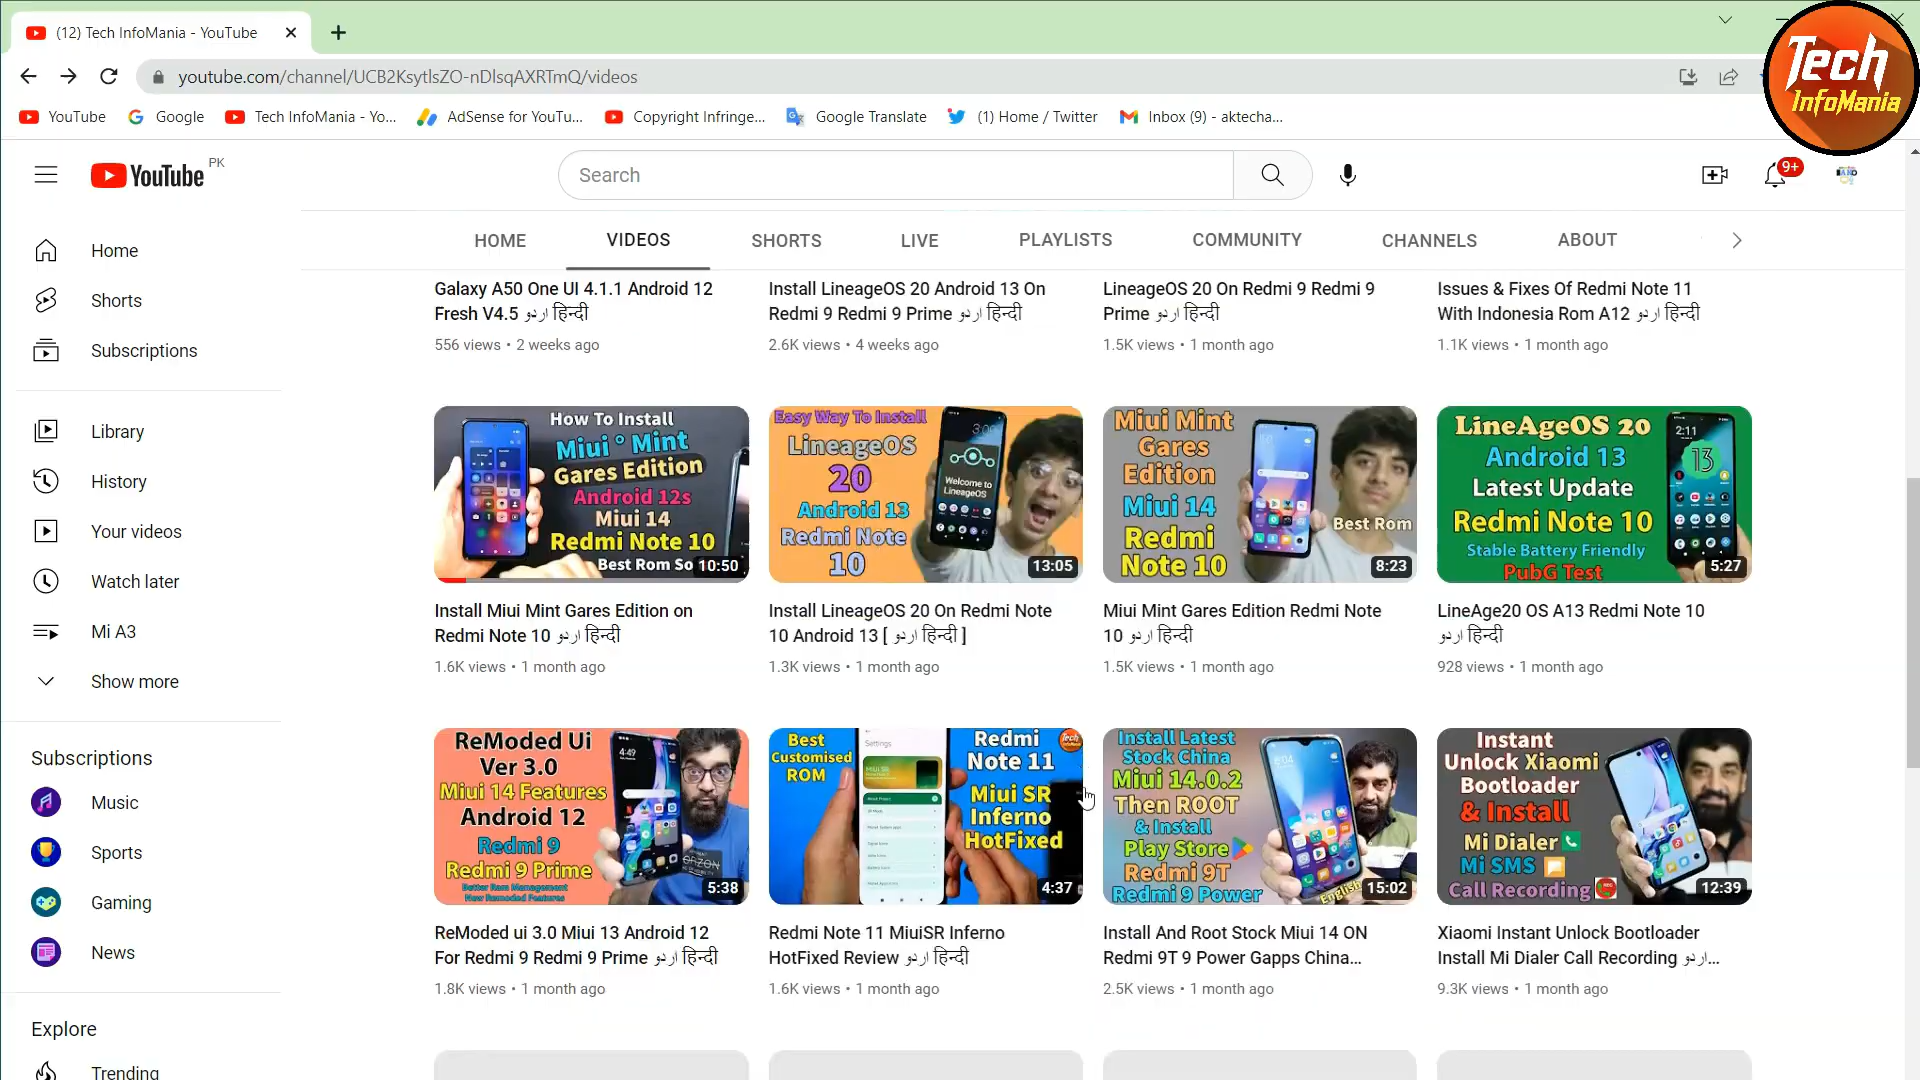 (12) Tech InfoMania - YouTube
youtube.com/channel/UCB2KsytlsZO-nDlsqAXRTmQ/videos
Tech
InfoMania
YouTube
Google
Tech InfoMania - Yo...
AdSense for YouTu...
Copyright Infringe...
Google Translate
(1) Home / Twitter
Inbox (9) - aktecha...
YouTube PK
Search
9+
HOME
VIDEOS
SHORTS
LIVE
PLAYLISTS
COMMUNITY
CHANNELS
ABOUT
Home
Shorts
Subscriptions
Library
History
Your videos
Watch later
Mi A3
Show more
Subscriptions
Music
Sports
Gaming
News
Explore
Trending
Galaxy A50 One UI 4.1.1 Android 12
Fresh V4.5 اردو हिन्दी
556 views • 2 weeks ago
Install LineageOS 20 Android 13 On
Redmi 9 Redmi 9 Prime اردو हिन्दी
2.6K views • 4 weeks ago
LineageOS 20 On Redmi 9 Redmi 9
Prime اردو हिन्दी
1.5K views • 1 month ago
Issues & Fixes Of Redmi Note 11
With Indonesia Rom A12 اردو हिन्दी
1.1K views • 1 month ago
How To Install
Miui ° Mint
Gares Edition
Android 12s
Miui 14
Redmi Note 10
Best Rom So
10:50
Install Miui Mint Gares Edition on
Redmi Note 10 اردو हिन्दी
1.6K views • 1 month ago
Easy Way To Install
LineageOS
20
Android 13
Redmi Note
10
Welcome to
LineageOS
13:05
Install LineageOS 20 On Redmi Note
10 Android 13 [ اردو हिन्दी ]
1.3K views • 1 month ago
Miui Mint
Gares
Edition
Miui 14
Redmi
Note 10
Best Rom
8:23
Miui Mint Gares Edition Redmi Note
10 اردو हिन्दी
1.5K views • 1 month ago
LineAgeOS 20
Android 13
Latest Update
Redmi Note 10
Stable Battery Friendly
PubG Test
2:11
13
5:27
LineAge20 OS A13 Redmi Note 10
اردو हिन्दी
928 views • 1 month ago
ReModed Ui
Ver 3.0
Miui 14 Features
Android 12
Redmi 9
Redmi 9 Prime
Better Ram Management
New Remoded Features
4:49
5:38
ReModed ui 3.0 Miui 13 Android 12
For Redmi 9 Redmi 9 Prime اردو हिन्दी
1.8K views • 1 month ago
Best
Customised
ROM
Settings
Redmi
Note 11
Miui SR
Inferno
HotFixed
4:37
Redmi Note 11 MiuiSR Inferno
HotFixed Review اردو हिन्दी
1.6K views • 1 month ago
Install Latest
Stock China
Miui 14.0.2
Then ROOT
& Install
Play Store
Redmi 9T
Redmi 9 Power
English
15:02
Install And Root Stock Miui 14 ON
Redmi 9T 9 Power Gapps China...
2.5K views • 1 month ago
Instant
Unlock Xiaomi
Bootloader
& Install
Mi Dialer
Mi SMS
Call Recording
12:39
Xiaomi Instant Unlock Bootloader
Install Mi Dialer Call Recording اردو...
9.3K views • 1 month ago